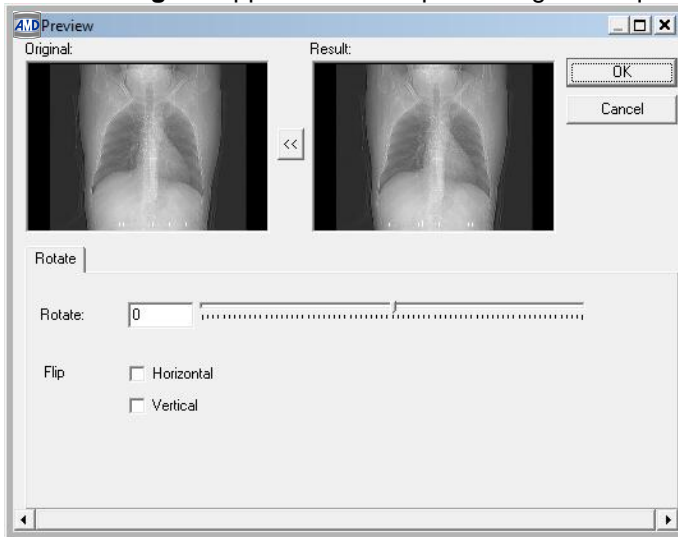 AMD Preview
Original:
Result:
OK
<<
Cancel
Rotate
Rotate: 0
Flip
Horizontal
Vertical